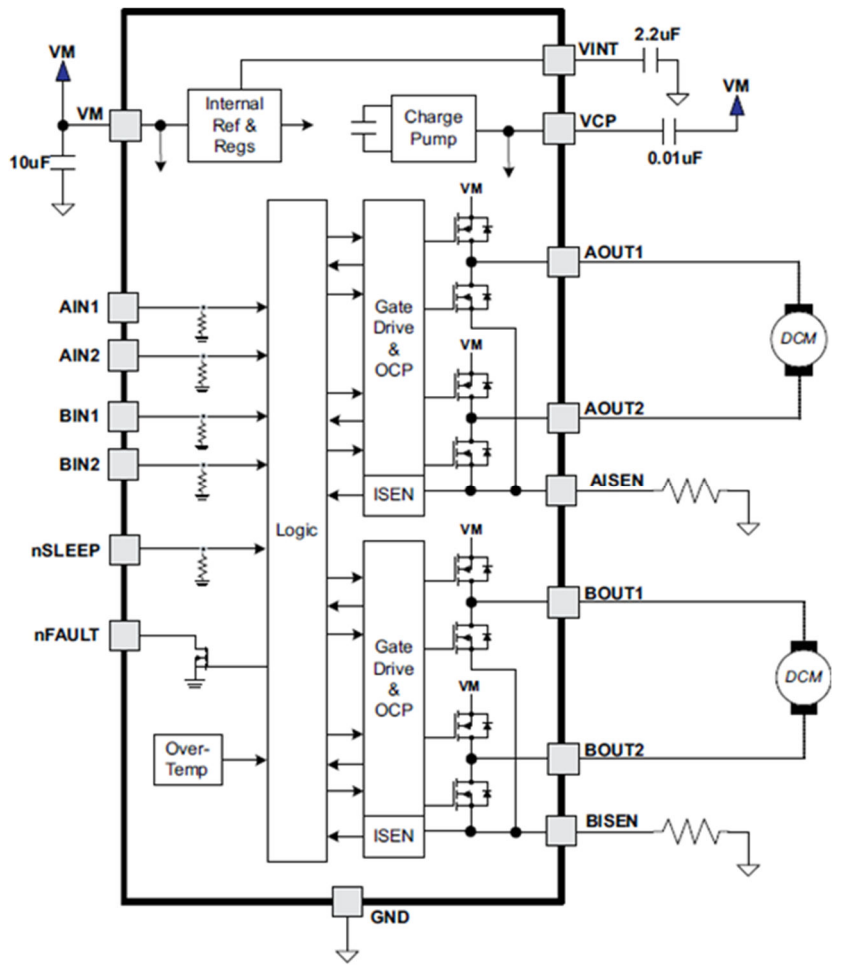 2.2uF
VINT
VM
VM
VM
Internal
Ref &
Regs
Charge
Pump
VCP
10uF
0.01uF
VM
AOUT1
AIN1
Gate
Drive
&
OCP
DCM
AIN2
VM
BIN1
AOUT2
BIN2
AISEN
ISEN
Logic
VM
nSLEEP
BOUT1
nFAULT
Gate
Drive
&
OCP
DCM
VM
Over-
Temp
BOUT2
BISEN
ISEN
GND